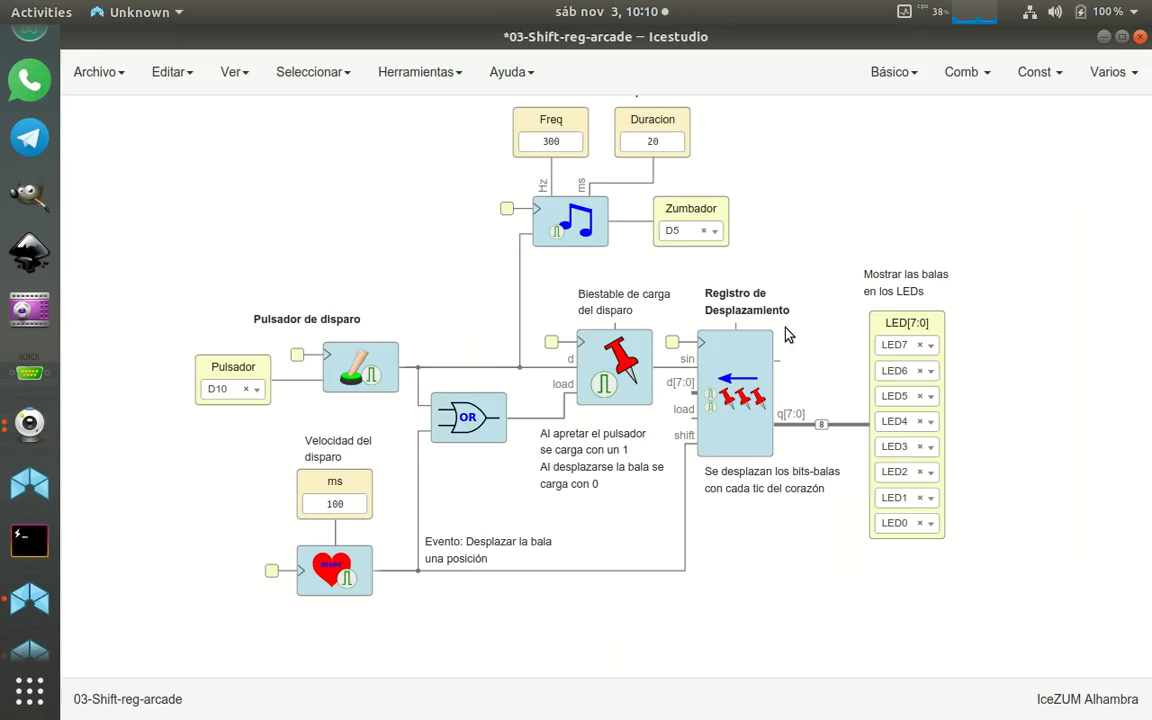 Activities
Unknown
sáb nov 3, 10:10
cpu
38%
100 %
*03-Shift-reg-arcade – Icestudio
Archivo
Editar
Ver
Seleccionar
Herramientas
Ayuda
Básico
Comb
Const
Varios
Freq
300
Duracion
20
Hz
ms
Zumbador
D5
Mostrar las balas
en los LEDs
Biestable de carga
del disparo
Registro de
Desplazamiento
Pulsador de disparo
LED[7:0]
LED7
LED6
LED5
LED4
LED3
LED2
LED1
LED0
Pulsador
D10
d
load
sin
d[7:0]
load
shift
q[7:0]
8
OR
Velocidad del
disparo
ms
100
Al apretar el pulsador
se carga con un 1
Al desplazarse la bala se
carga con 0
Se desplazan los bits-balas
con cada tic del corazón
Evento: Desplazar la bala
una posición
mser
03-Shift-reg-arcade
IceZUM Alhambra